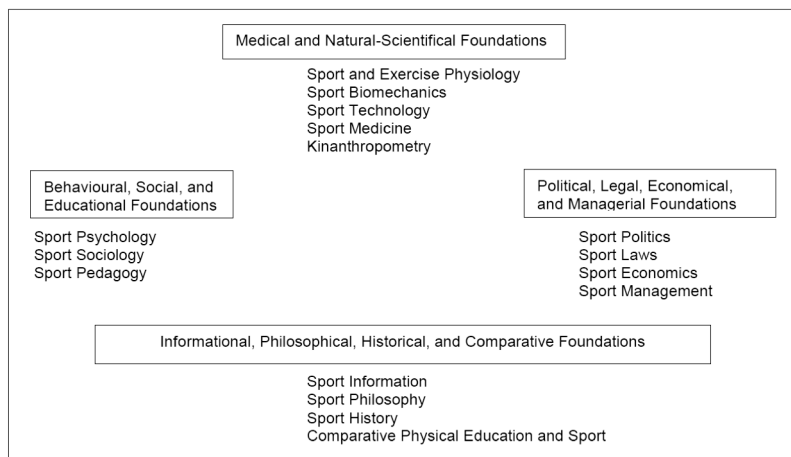 Medical and Natural-Scientifical Foundations
Sport and Exercise Physiology
Sport Biomechanics
Sport Technology
Sport Medicine
Kinanthropometry
Behavioural, Social, and
Educational Foundations
Sport Psychology
Sport Sociology
Sport Pedagogy
Political, Legal, Economical,
and Managerial Foundations
Sport Politics
Sport Laws
Sport Economics
Sport Management
Informational, Philosophical, Historical, and Comparative Foundations
Sport Information
Sport Philosophy
Sport History
Comparative Physical Education and Sport